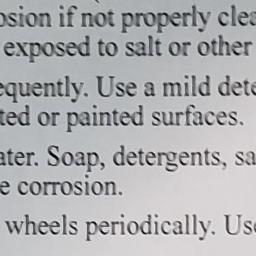 osion if not properly clea
exposed to salt or other
equently. Use a mild dete
ted or painted surfaces.
ater. Soap, detergents, sa
e corrosion.
wheels periodically. Use